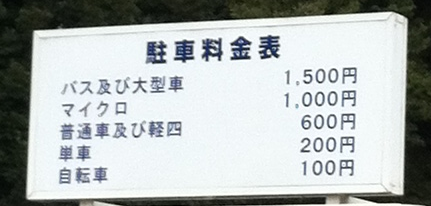 駐車料金表
バス及び大型車 1,500円
マイクロ 1,000円
普通車及び軽四 600円
単車 200円
自転車 100円